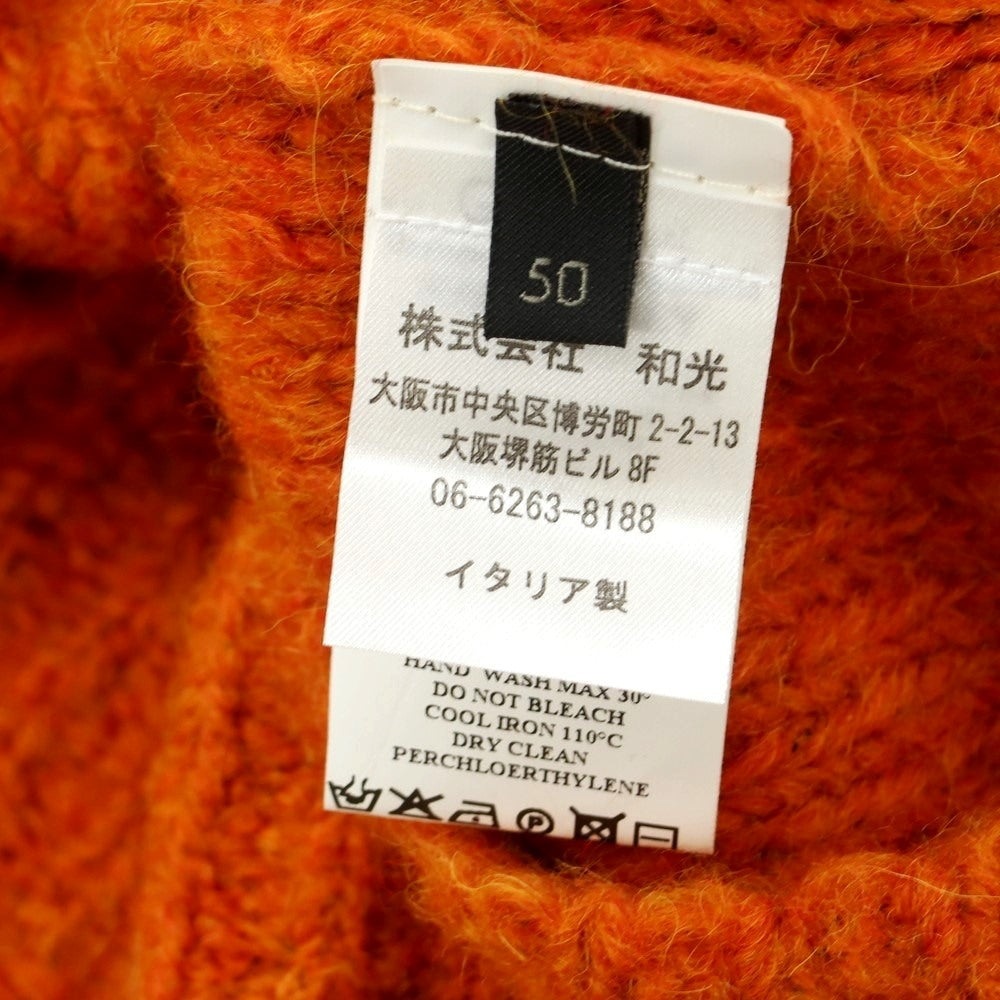 50
株式会社　和光
大阪市中央区博労町 2-2-13
大阪堺筋ビル 8F
06-6263-8188
イタリア製
HAND WASH MAX 30°
DO NOT BLEACH
COOL IRON 110°C
DRY CLEAN
PERCHLOERTHYLENE
P